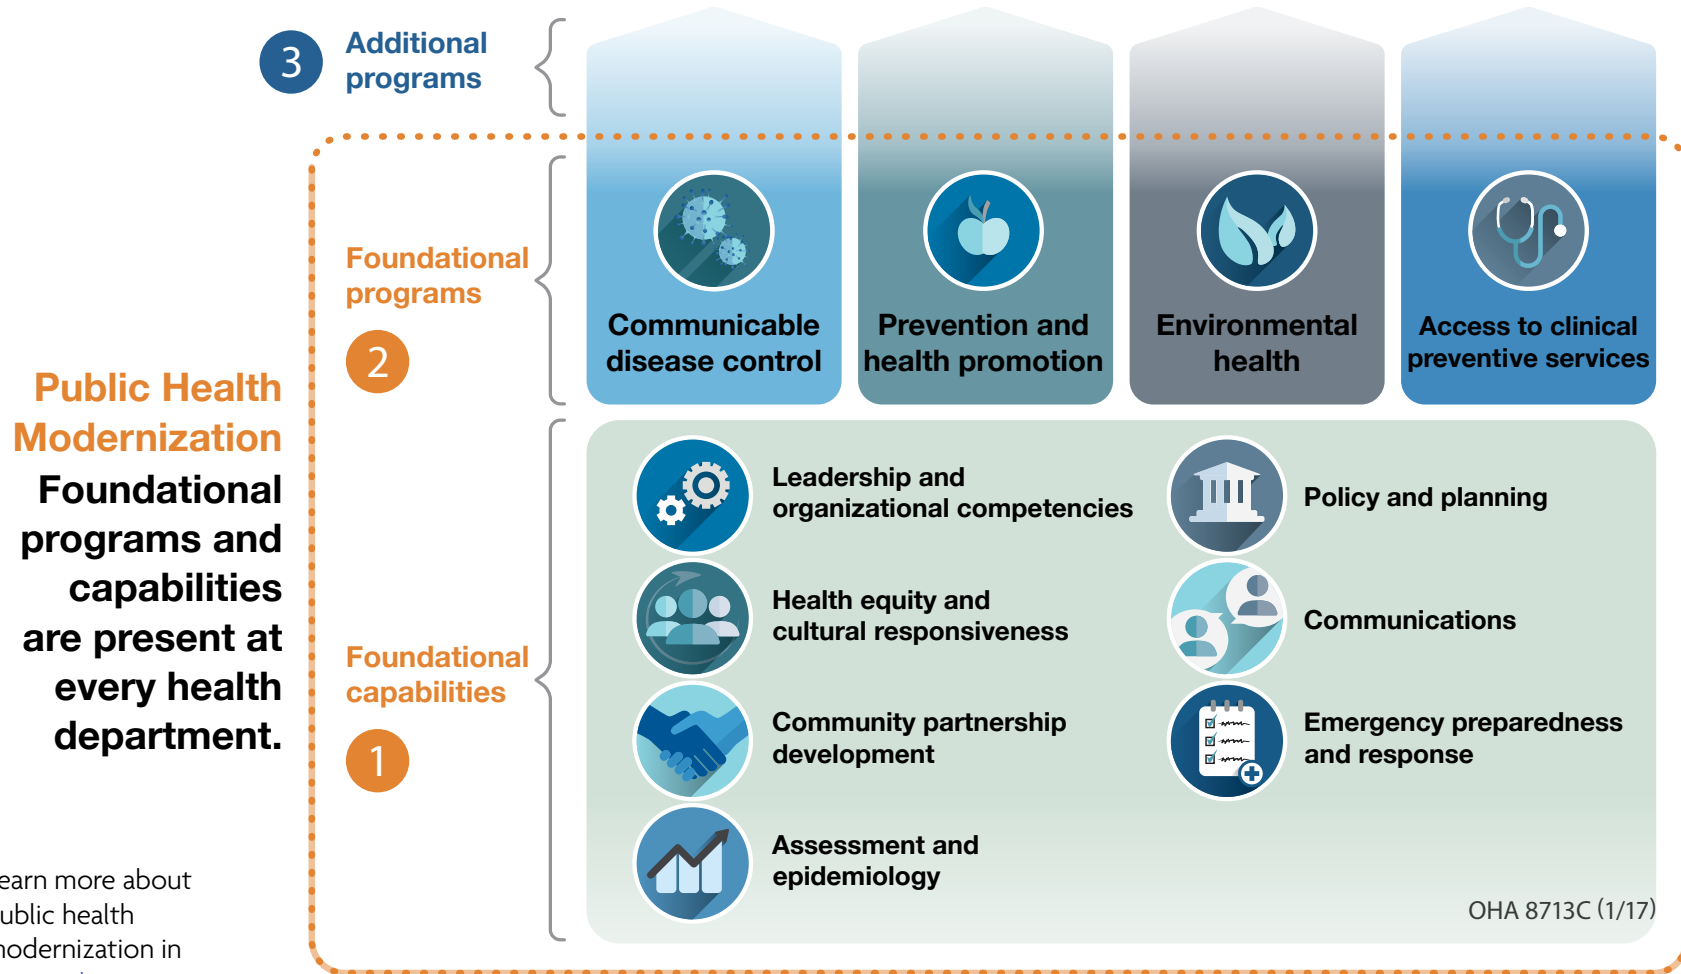 3
Additional
programs
Foundational
programs
2
Communicable
disease control
Prevention and
health promotion
Environmental
health
Access to clinical
preventive services
Public Health
Modernization
Foundational
programs and
capabilities
are present at
every health
department.
Foundational
capabilities
1
Leadership and
organizational competencies
Health equity and
cultural responsiveness
Community partnership
development
Assessment and
epidemiology
Policy and planning
Communications
Emergency preparedness
and response
earn more about
ublic health
modernization in
OHA 8713C (1/17)